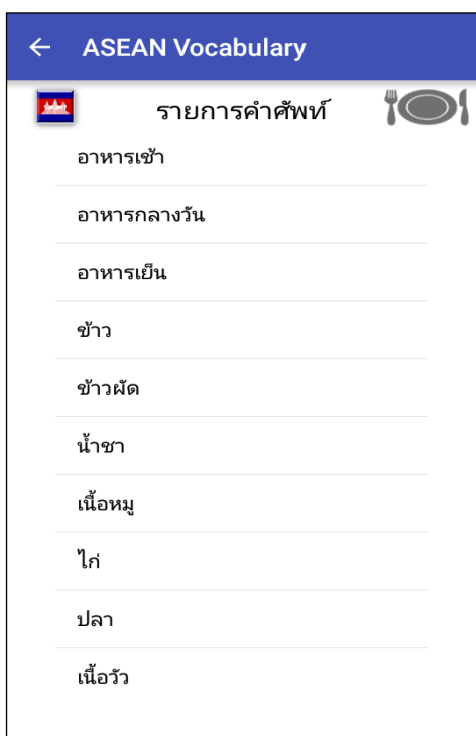 ASEAN Vocabulary
รายการคำศัพท์
อาหารเช้า
อาหารกลางวัน
อาหารเย็น
ข้าว
ข้าวผัด
น้ำชา
เนื้อหมู
ไก่
ปลา
เนื้อวัว